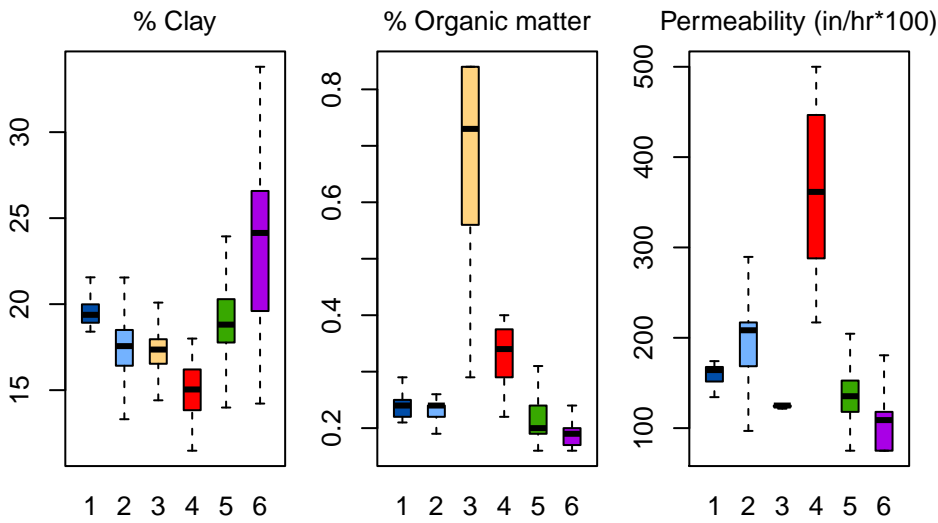 % Clay
30
25
20
15
1 2 3 4 5 6
% Organic matter
0.8
0.6
0.4
0.2
1 2 3 4 5 6
Permeability (in/hr*100)
500
400
300
200
100
1 2 3 4 5 6